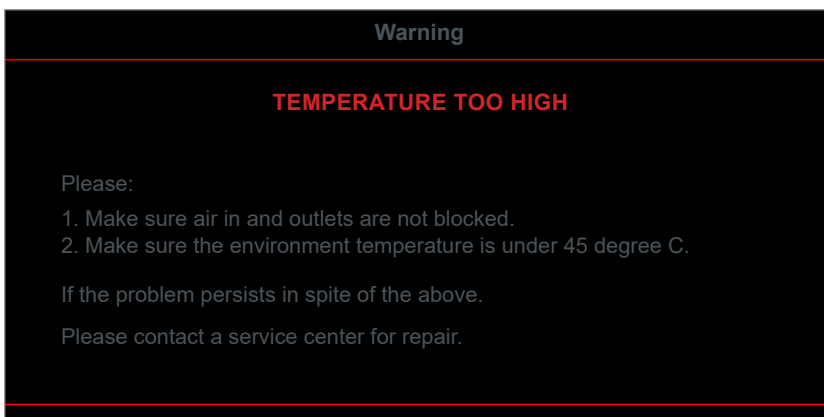 Warning
TEMPERATURE TOO HIGH
Please:
1. Make sure air in and outlets are not blocked.
2. Make sure the environment temperature is under 45 degree C.
If the problem persists in spite of the above.
Please contact a service center for repair.